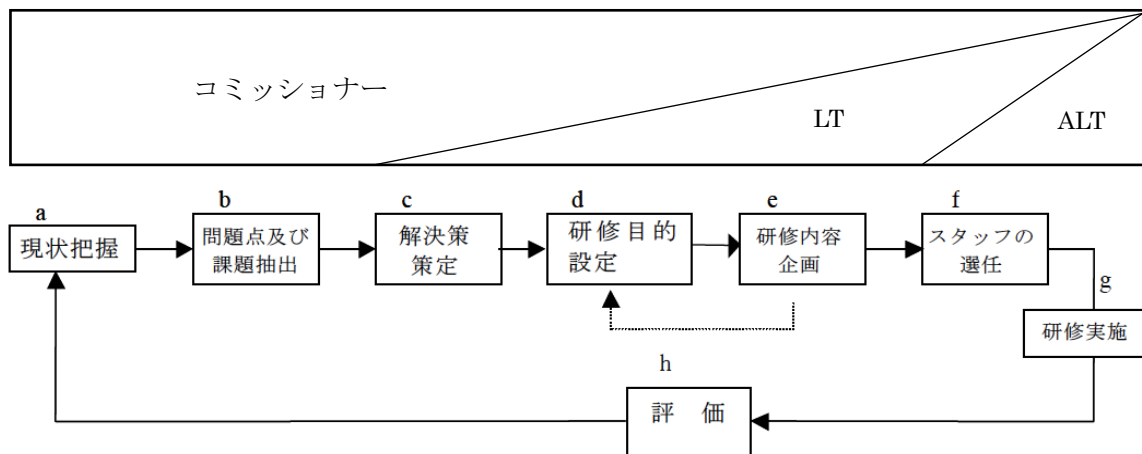 コミッショナー
LT
ALT
a
現状把握
b
問題点及び
課題抽出
c
解決策
策定
d
研修目的
設定
e
研修内容
企画
f
スタッフの
選任
g
研修実施
h
評 価